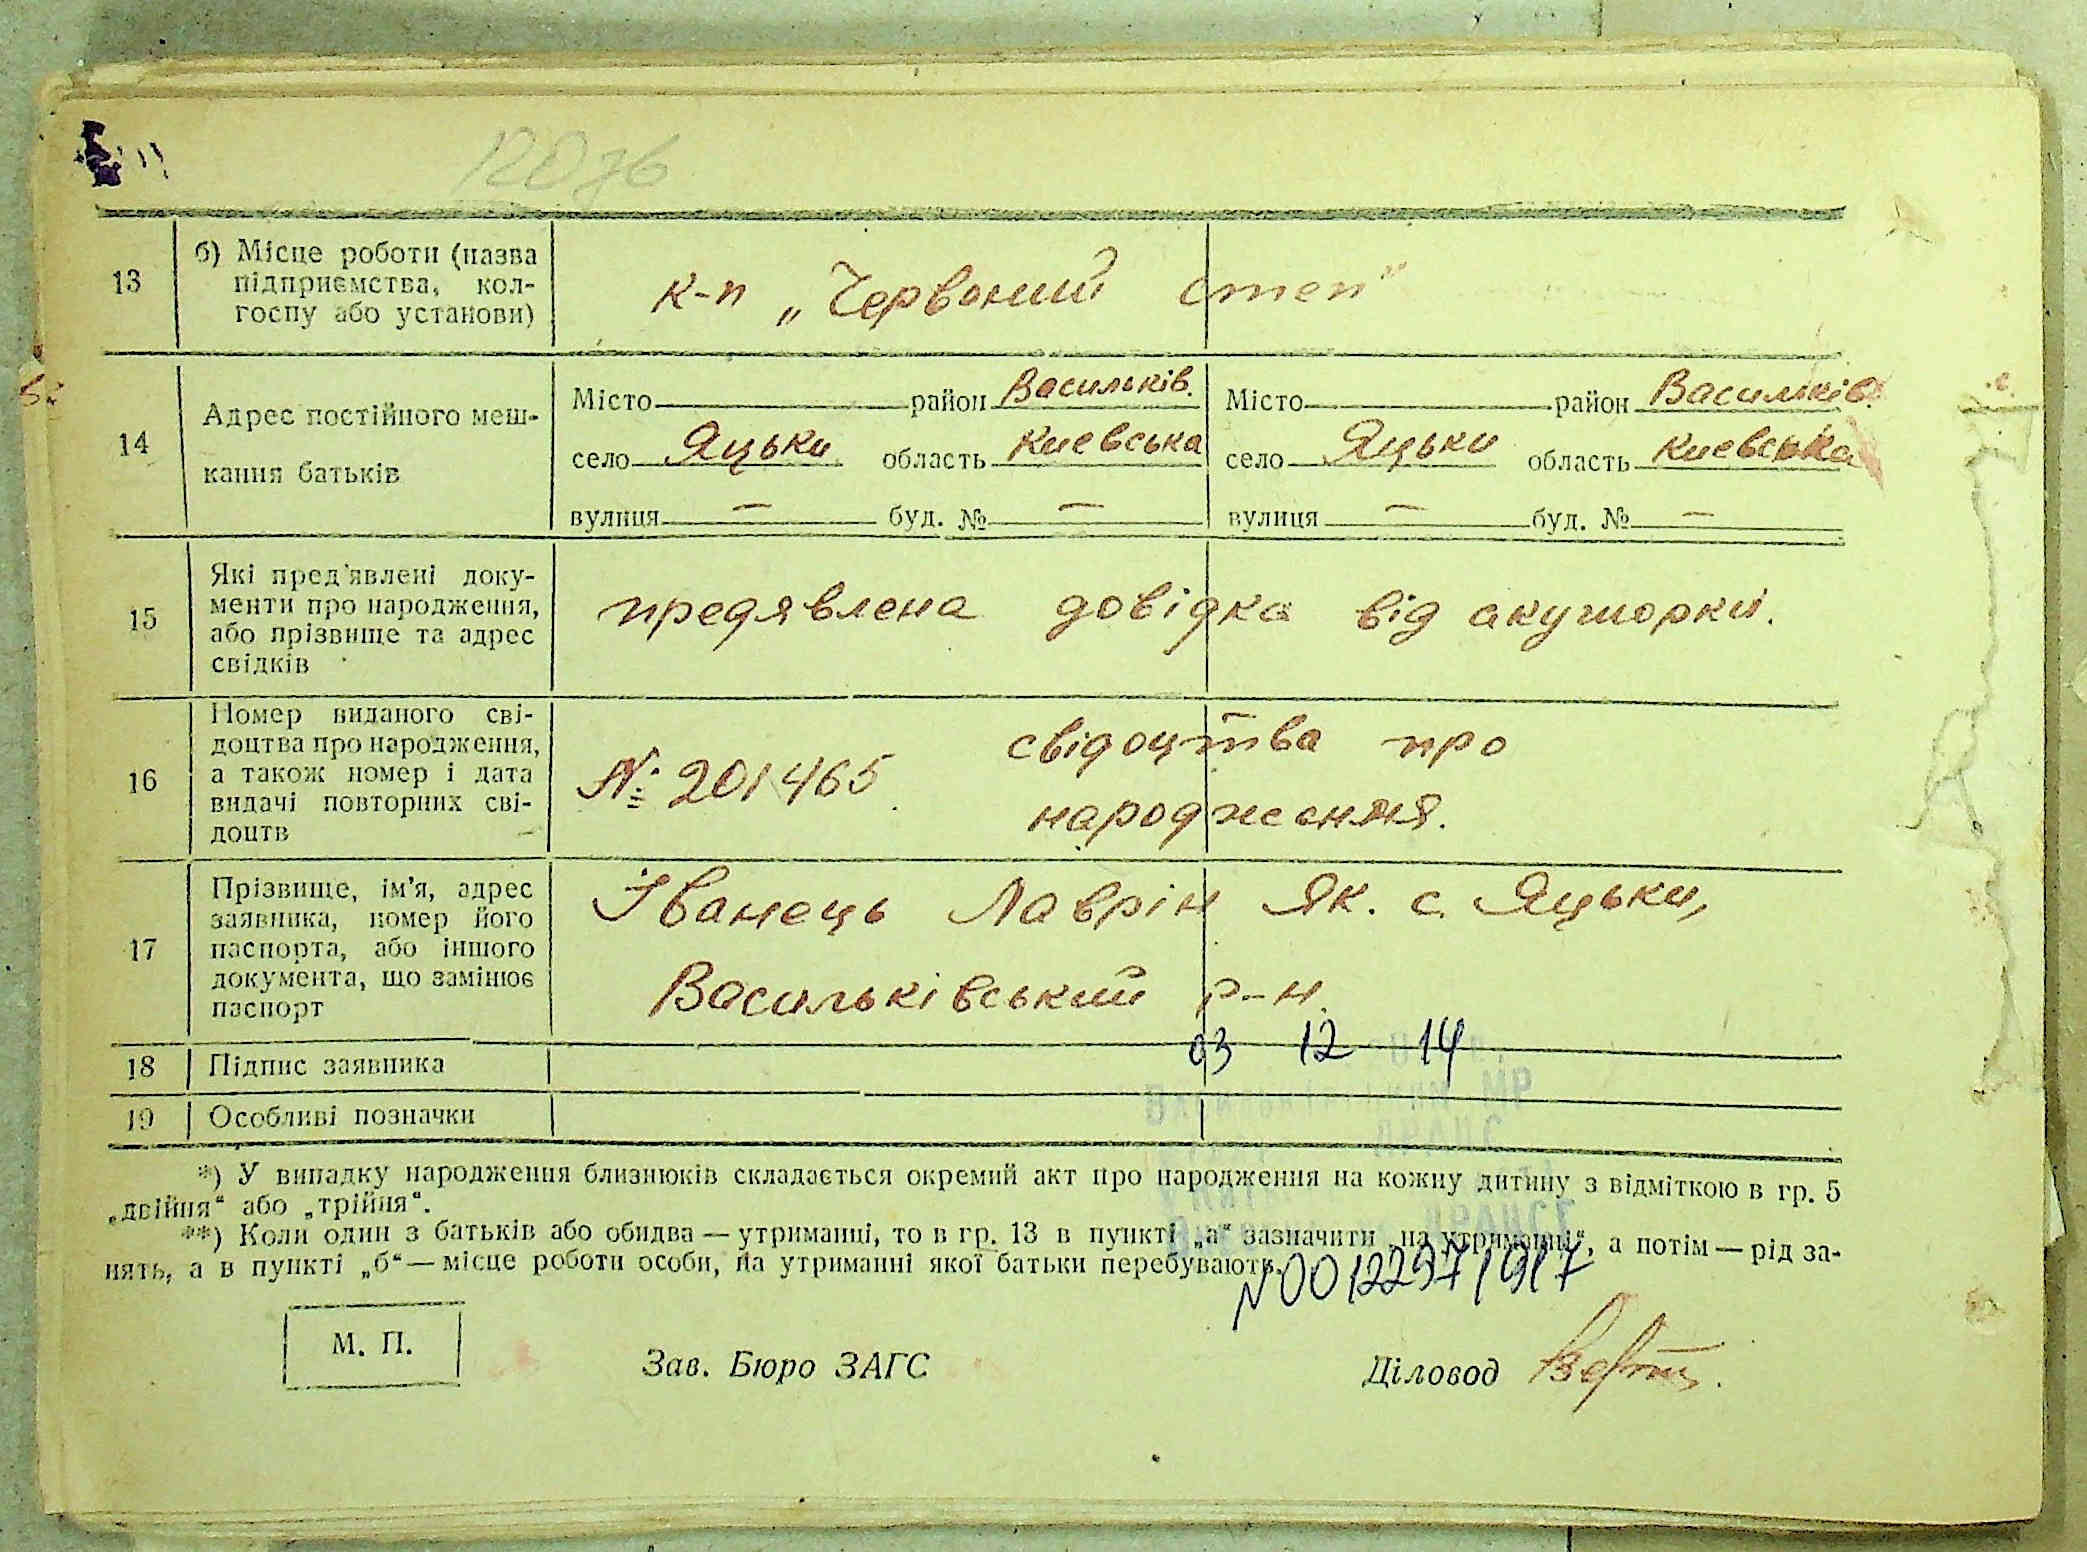 12076
13
б) Місце роботи (назва
підприємства, кол-
госпу або установи)
к-п „Червоний степ"
14
Адрес постійного меш-
кання батьків
Місто район Васильків.
село Яцьки область Киевська
вулиця — буд. № —
Місто район Васильків.
село Яцьки область Киевська
вулиця — буд. № —
15
Які пред'явлені доку-
менти про народження,
або прізвище та адрес
свідків
предявлена довідка від акушорки.
16
Номер виданого сві-
доцтва про народження,
а також номер і дата
видачі повторних сві-
доцтв
№ 201465
свідоцтва про
народження.
17
Прізвище, ім'я, адрес
заявника, номер його
паспорта, або іншого
документа, що замінює
паспорт
Іванець Лаврін Як. с. Яцьки,
Васильківський р-н.
03 12 14
18
Підпис заявника
19
Особливі позначки
МР
ДРАЦС
*) У випадку народження близнюків складається окремий акт про народження на кожну дитину з відміткою в гр. 5
„двійня“ або „трійня“.
**) Коли один з батьків або обидва — утриманці, то в гр. 13 в пункті „а“ зазначити „на утриманні“, а потім — рід за-
нять, а в пункті „б“ — місце роботи особи, на утриманні якої батьки перебувають.
N 00122971917
М. П.
Зав. Бюро ЗАГС
Діловод